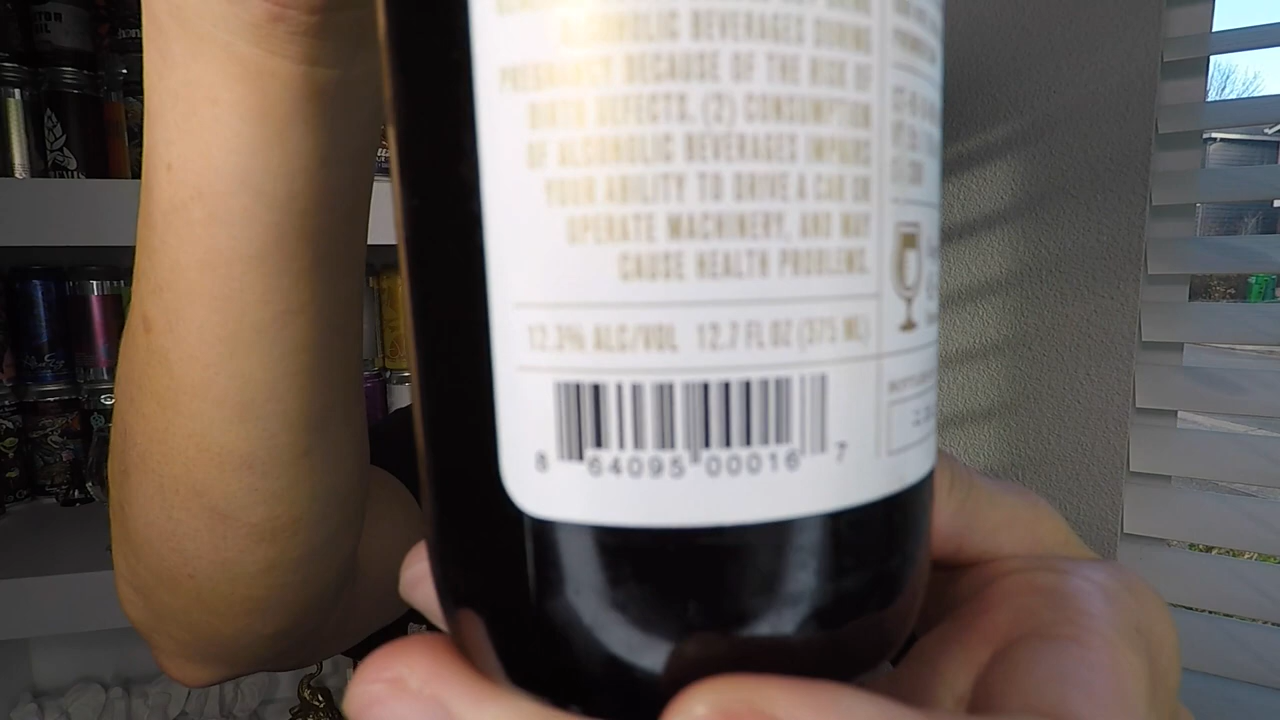 ALCOHOLIC BEVERAGES DURING
PREGNANCY BECAUSE OF THE RISK OF
BIRTH DEFECTS. (2) CONSUMPTION
OF ALCOHOLIC BEVERAGES IMPAIRS
YOUR ABILITY TO DRIVE A CAR OR
OPERATE MACHINERY, AND MAY
CAUSE HEALTH PROBLEMS.
12.3% ALC/VOL 12.7 FL OZ (375 ML)
8 64095 00016 7